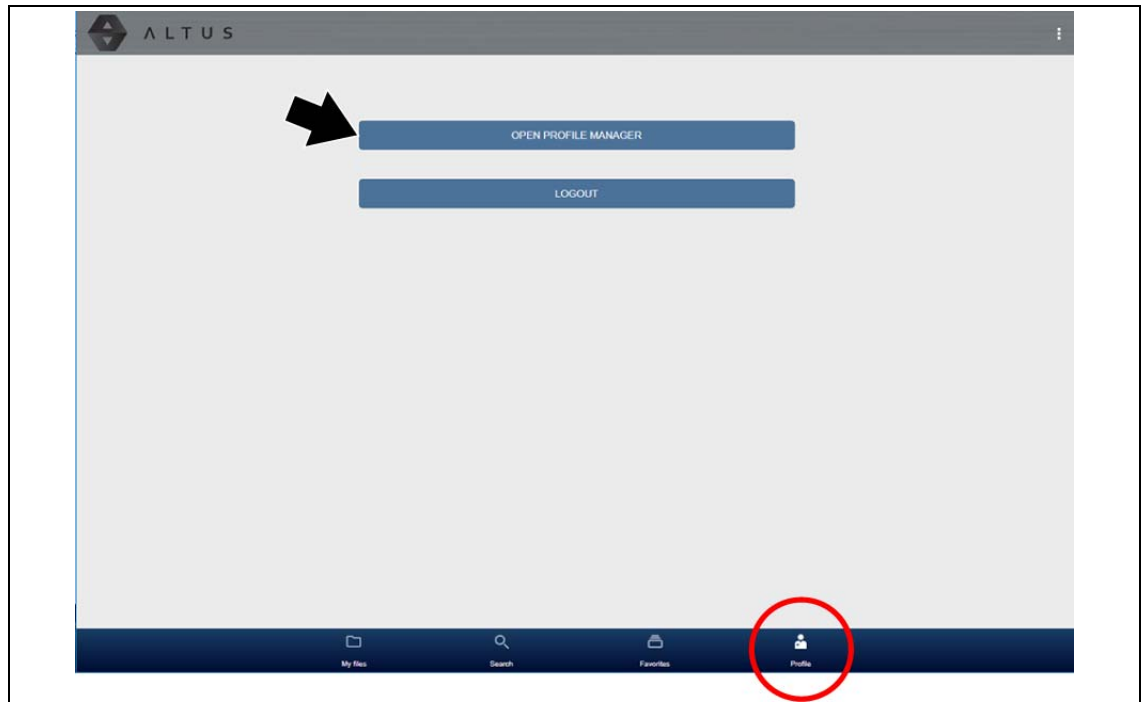 ALTUS
OPEN PROFILE MANAGER
LOGOUT
My files
Search
Favorites
Profile